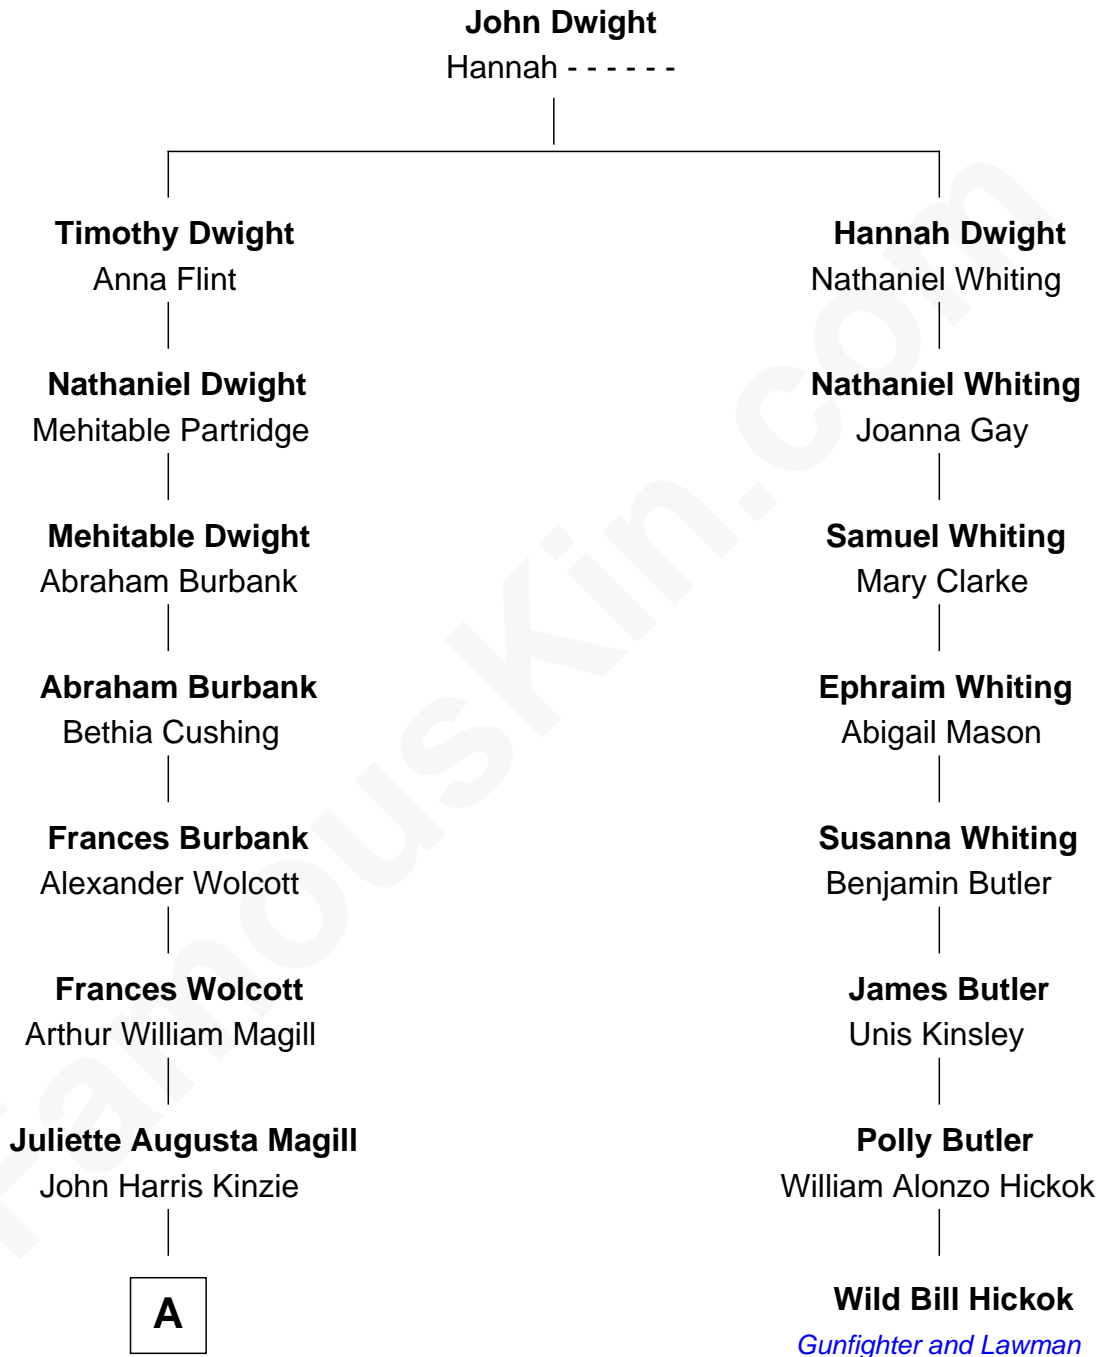 John Dwight
Hannah - - - - - -
Timothy Dwight
Anna Flint
Nathaniel Dwight
Mehitable Partridge
Mehitable Dwight
Abraham Burbank
Abraham Burbank
Bethia Cushing
Frances Burbank
Alexander Wolcott
Frances Wolcott
Arthur William Magill
Juliette Augusta Magill
John Harris Kinzie
A
Hannah Dwight
Nathaniel Whiting
Nathaniel Whiting
Joanna Gay
Samuel Whiting
Mary Clarke
Ephraim Whiting
Abigail Mason
Susanna Whiting
Benjamin Butler
James Butler
Unis Kinsley
Polly Butler
William Alonzo Hickok
Wild Bill Hickok
Gunfighter and Lawman
FamousKin.com